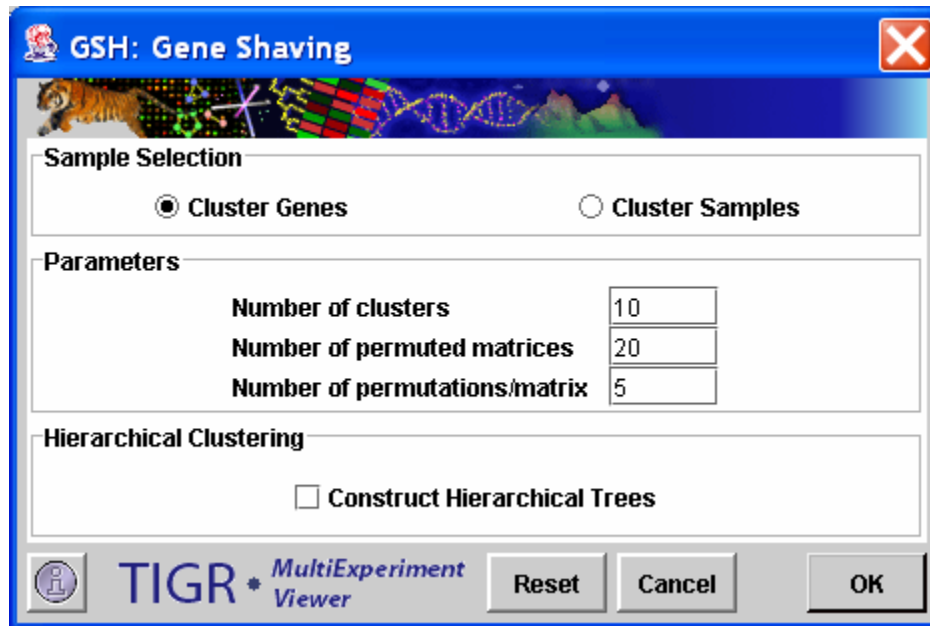 GSH: Gene Shaving
Sample Selection
Cluster Genes Cluster Samples
Parameters
Number of clusters 10
Number of permuted matrices 20
Number of permutations/matrix 5
Hierarchical Clustering
Construct Hierarchical Trees
TIGR MultiExperiment
Viewer
Reset Cancel OK